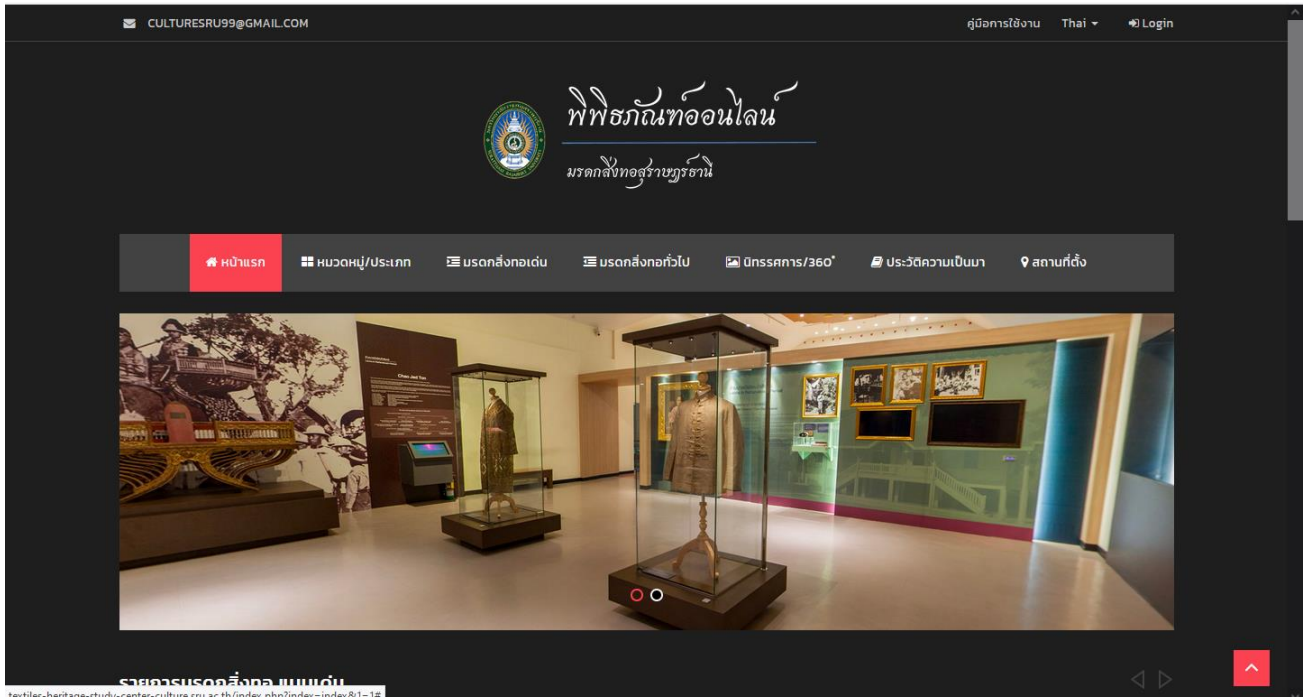 CULTURESRU99@GMAIL.COM
คู่มือการใช้งาน Thai Login
พิพิธภัณฑ์ออนไลน์
มรดกสิ่งทอสุราษฎร์ธานี
หน้าแรก หมวดหมู่/ประเภท มรดกสิ่งทอเด่น มรดกสิ่งทอทั่วไป นิทรรศการ/360° ประวัติความเป็นมา สถานที่ตั้ง
Chao Jed Ton
รายการมรดกสิ่งทอ แนะนำ
textiles-heritage-study-center-culture.sru.ac.th/index.php?index=index&1=1#